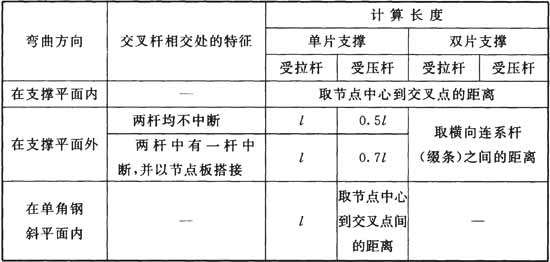 弯曲方向
交叉杆相交处的特征
计算长度
单片支撑
双片支撑
受拉杆
受压杆
受拉杆
受压杆
在支撑平面内
—
取节点中心到交叉点的距离
在支撑平面外
两杆均不中断
l
0.5l
取横向连系杆
(缀条)之间的距离
两杆中有一杆中
断,并以节点板搭接
l
0.7l
在单角钢
斜平面内
—
l
取节点中心
到交叉点间
的距离
—